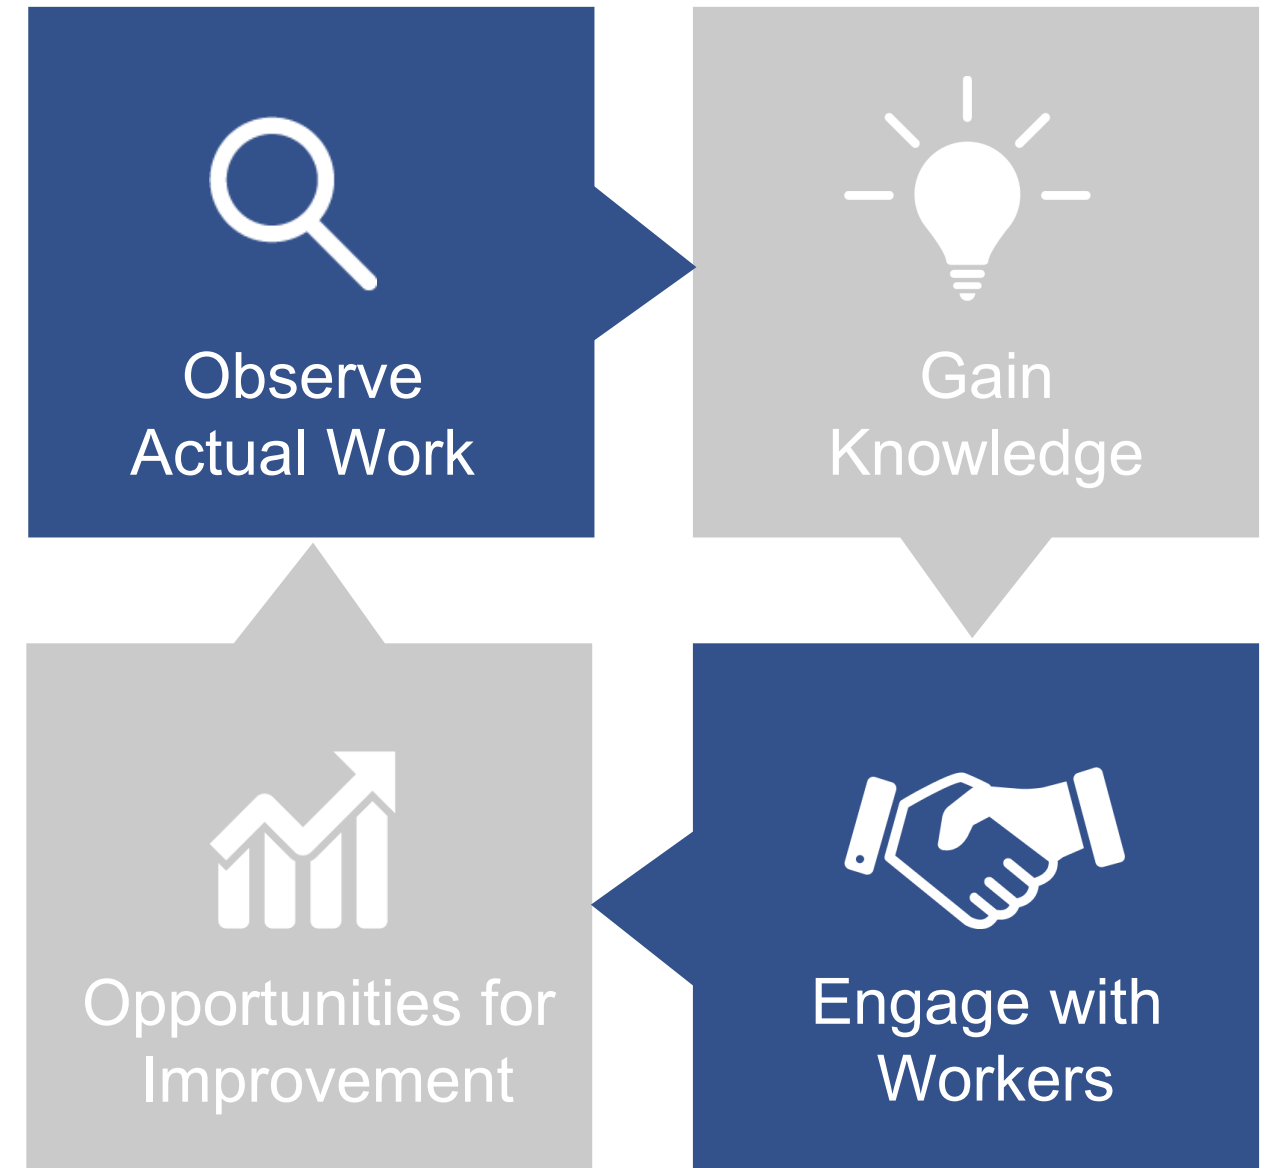 Observe
Actual Work
Gain
Knowledge
Opportunities for
Improvement
Engage with
Workers